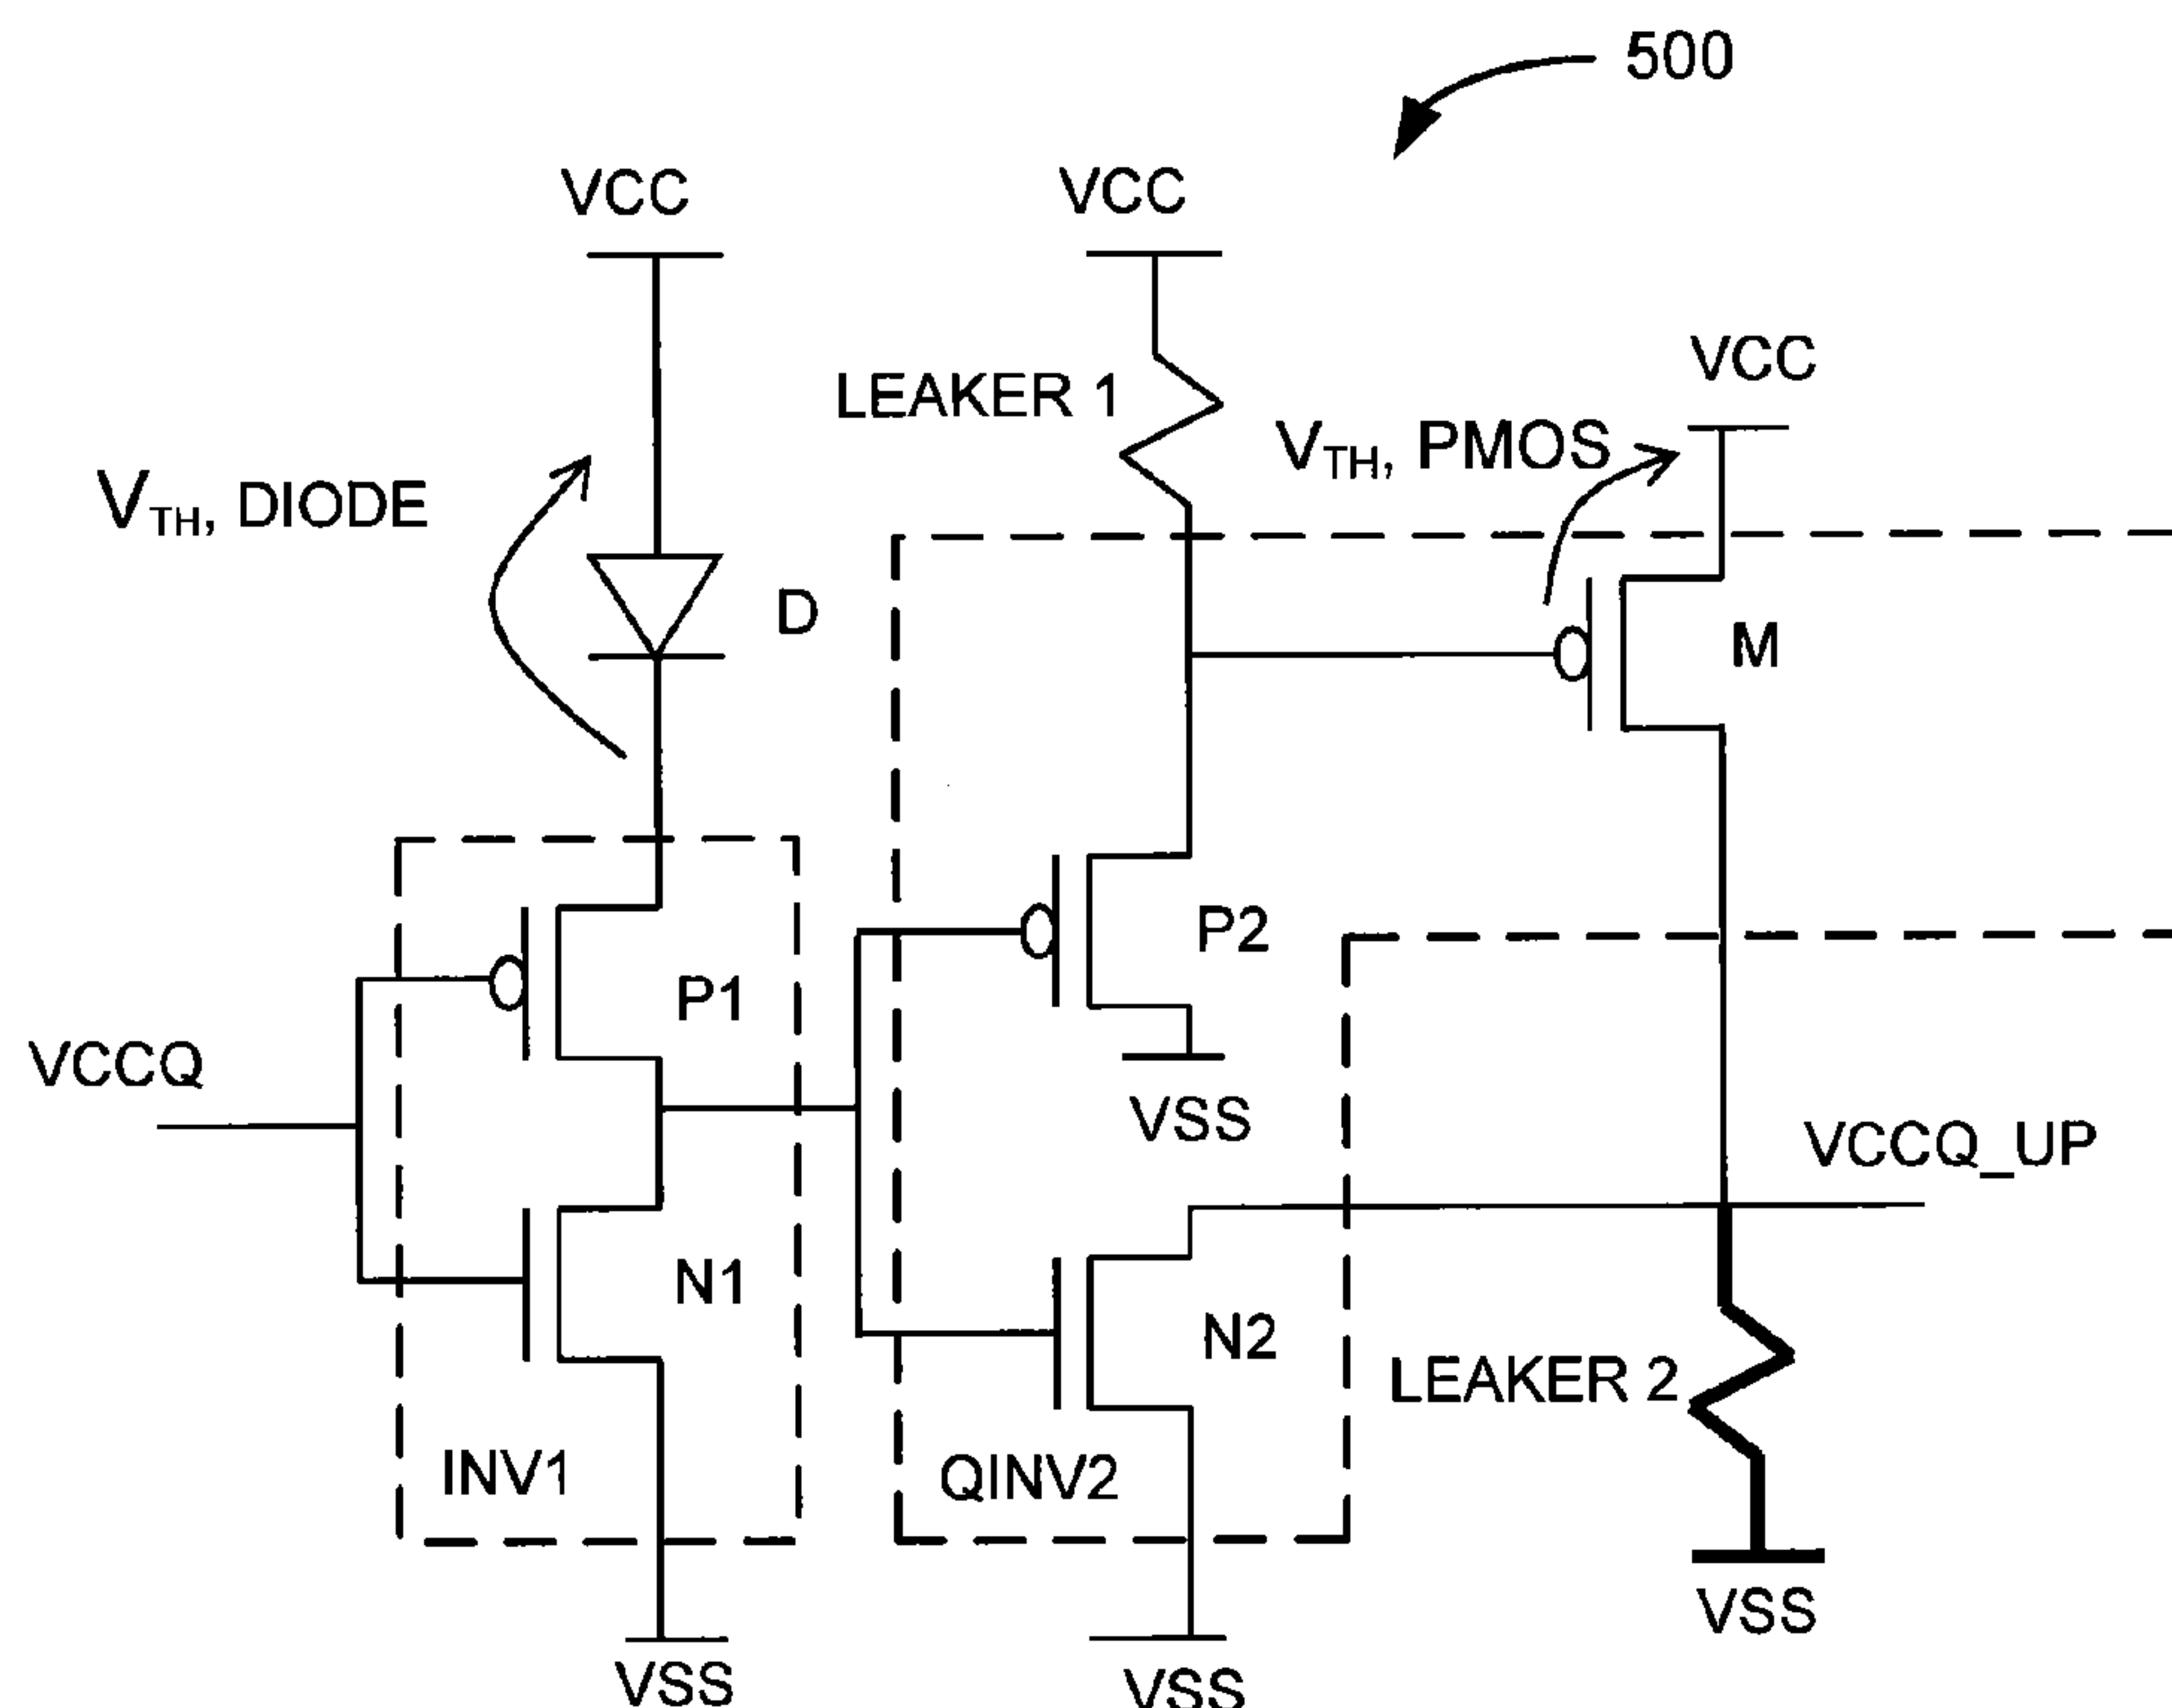 500
VCC
VCC
VCC
LEAKER 1
VTH, PMOS
VTH, DIODE
D
M
P2
P1
VCCQ
VSS
VCCQ_UP
N1
N2
LEAKER 2
INV1
QINV2
VSS
VSS
VSS